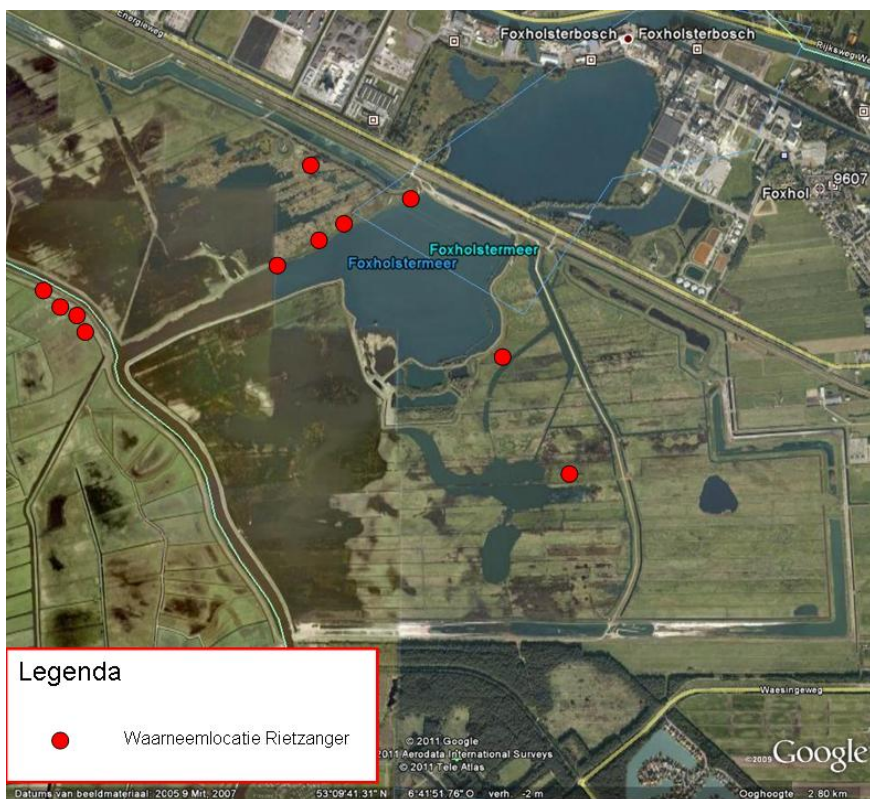 Energieweg
Foxholsterbosch
Foxholsterbosch
Rijksweg-We
9607
Foxhol
Foxholstermeer
Foxholstermeer
Waesingeweg
Legenda
Waarneemlocatie Rietzanger
© 2011 Google
2011 Aerodata International Surveys
© 2011 Tele Atlas
©2009 Google
Datums van beeldmateriaal: 2005 9 Mrt, 2007 53°09'41.31" N 6°41'51.76" O verh. -2 m Ooghoogte 2.80 km